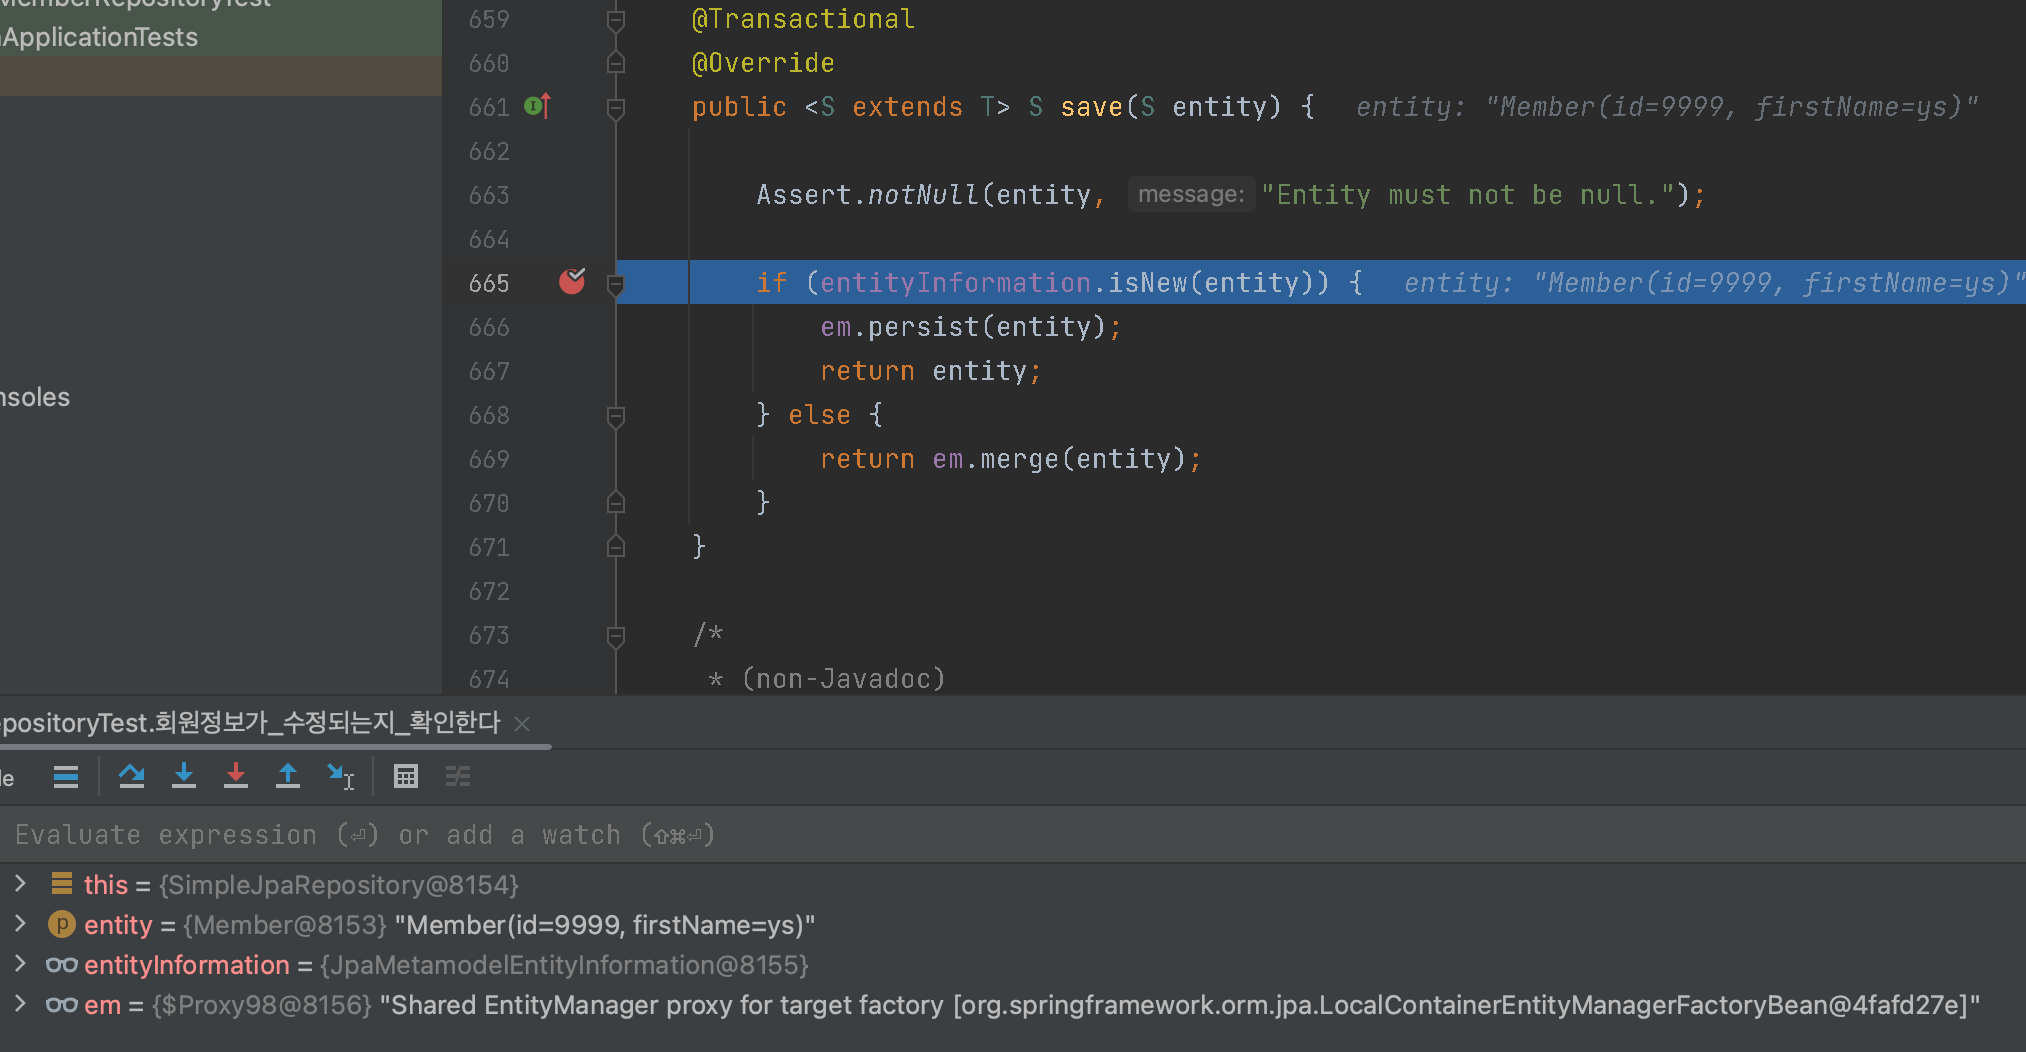 MemberRepositoryTest
ApplicationTests
nsoles
659 @Transactional
660 @Override
661 public <S extends T> S save(S entity) { entity: "Member(id=9999, firstName=ys)"
662
663 Assert.notNull(entity, message: "Entity must not be null.");
664
665 if (entityInformation.isNew(entity)) { entity: "Member(id=9999, firstName=ys)"
666 em.persist(entity);
667 return entity;
668 } else {
669 return em.merge(entity);
670 }
671 }
672
673 /*
674 * (non-Javadoc)
epositoryTest.회원정보가_수정되는지_확인한다
le
Evaluate expression (⏎) or add a watch (⇧⌘⏎)
this = {SimpleJpaRepository@8154}
entity = {Member@8153} "Member(id=9999, firstName=ys)"
entityInformation = {JpaMetamodelEntityInformation@8155}
em = {$Proxy98@8156} "Shared EntityManager proxy for target factory [org.springframework.orm.jpa.LocalContainerEntityManagerFactoryBean@4fafd27e]"